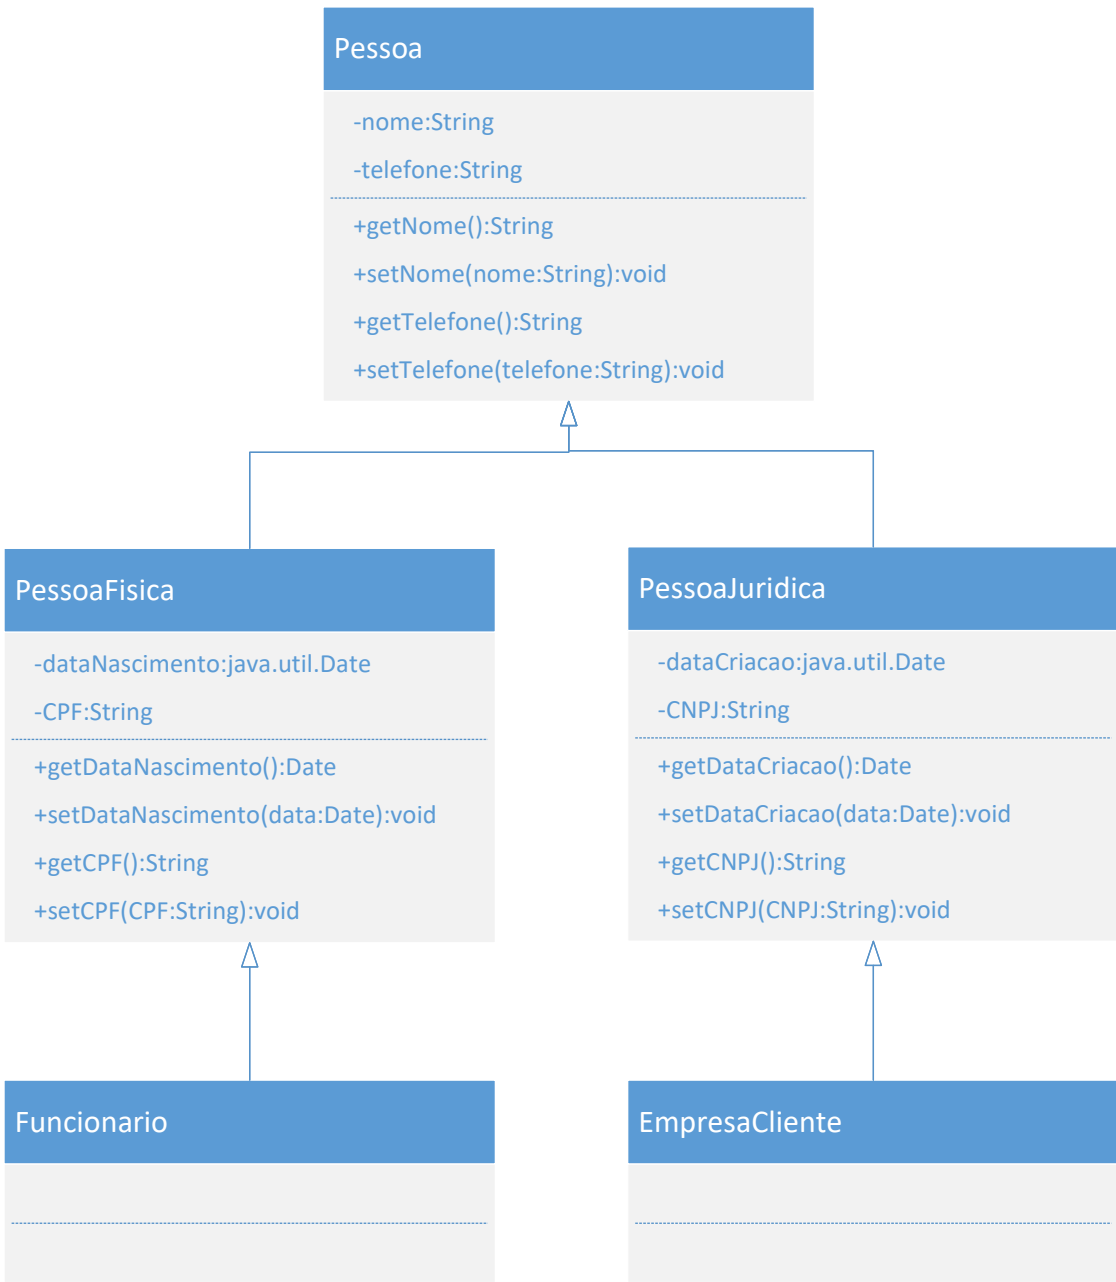 Pessoa
-nome:String
-telefone:String
+getNome():String
+setNome(nome:String):void
+getTelefone():String
+setTelefone(telefone:String):void
PessoaFisica
-dataNascimento:java.util.Date
-CPF:String
+getDataNascimento():Date
+setDataNascimento(data:Date):void
+getCPF():String
+setCPF(CPF:String):void
PessoaJuridica
-dataCriacao:java.util.Date
-CNPJ:String
+getDataCriacao():Date
+setDataCriacao(data:Date):void
+getCNPJ():String
+setCNPJ(CNPJ:String):void
Funcionario
EmpresaCliente